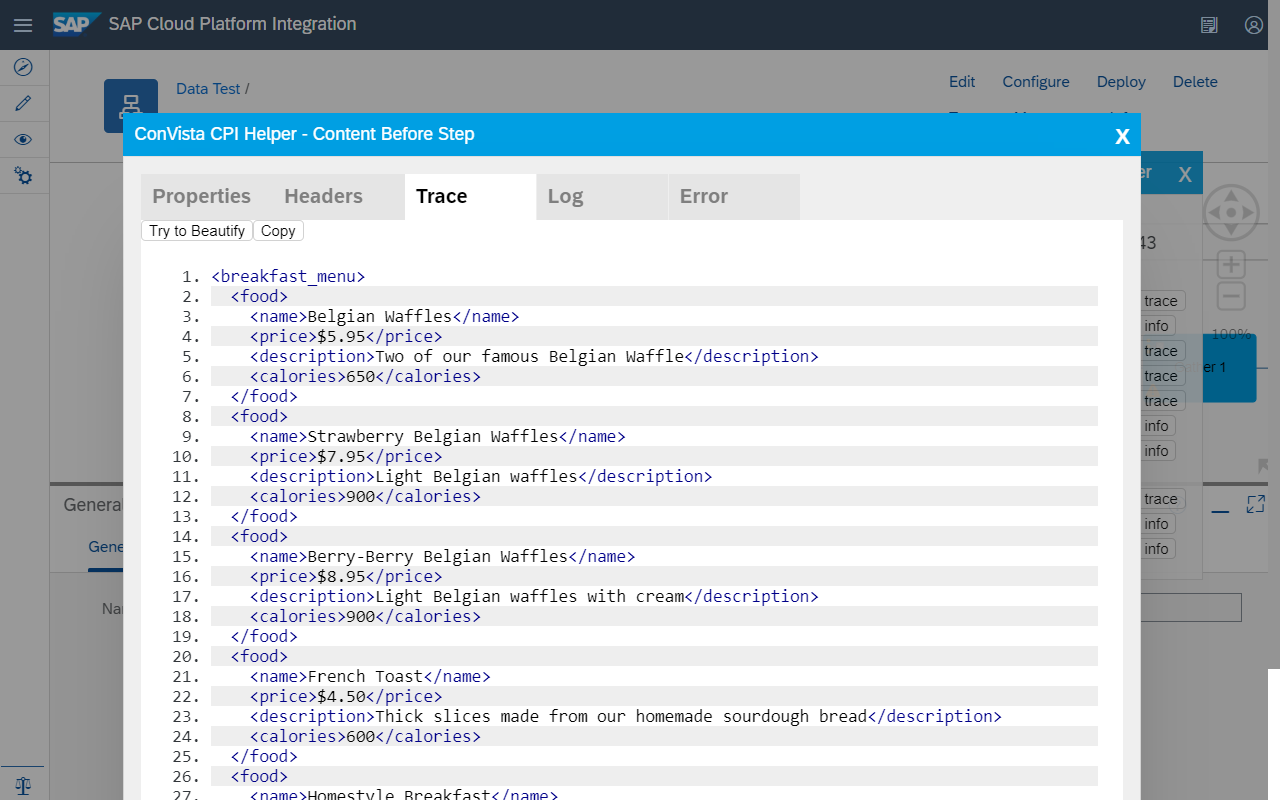 SAP SAP Cloud Platform Integration
Data Test /
Edit Configure Deploy Delete
ConVista CPI Helper - Content Before Step X
er X
Properties Headers Trace Log Error
Try to Beautify Copy
43
1. <breakfast_menu>
2. <food>
3. <name>Belgian Waffles</name>
4. <price>$5.95</price>
5. <description>Two of our famous Belgian Waffle</description>
6. <calories>650</calories>
7. </food>
8. <food>
9. <name>Strawberry Belgian Waffles</name>
10. <price>$7.95</price>
11. <description>Light Belgian waffles</description>
12. <calories>900</calories>
13. </food>
14. <food>
15. <name>Berry-Berry Belgian Waffles</name>
16. <price>$8.95</price>
17. <description>Light Belgian waffles with cream</description>
18. <calories>900</calories>
19. </food>
20. <food>
21. <name>French Toast</name>
22. <price>$4.50</price>
23. <description>Thick slices made from our homemade sourdough bread</description>
24. <calories>600</calories>
25. </food>
26. <food>
27. <name>Homestyle Breakfast</name>
trace
info
trace
trace
trace
info
info
trace
info
info
100%
er 1
General
Gene
Na